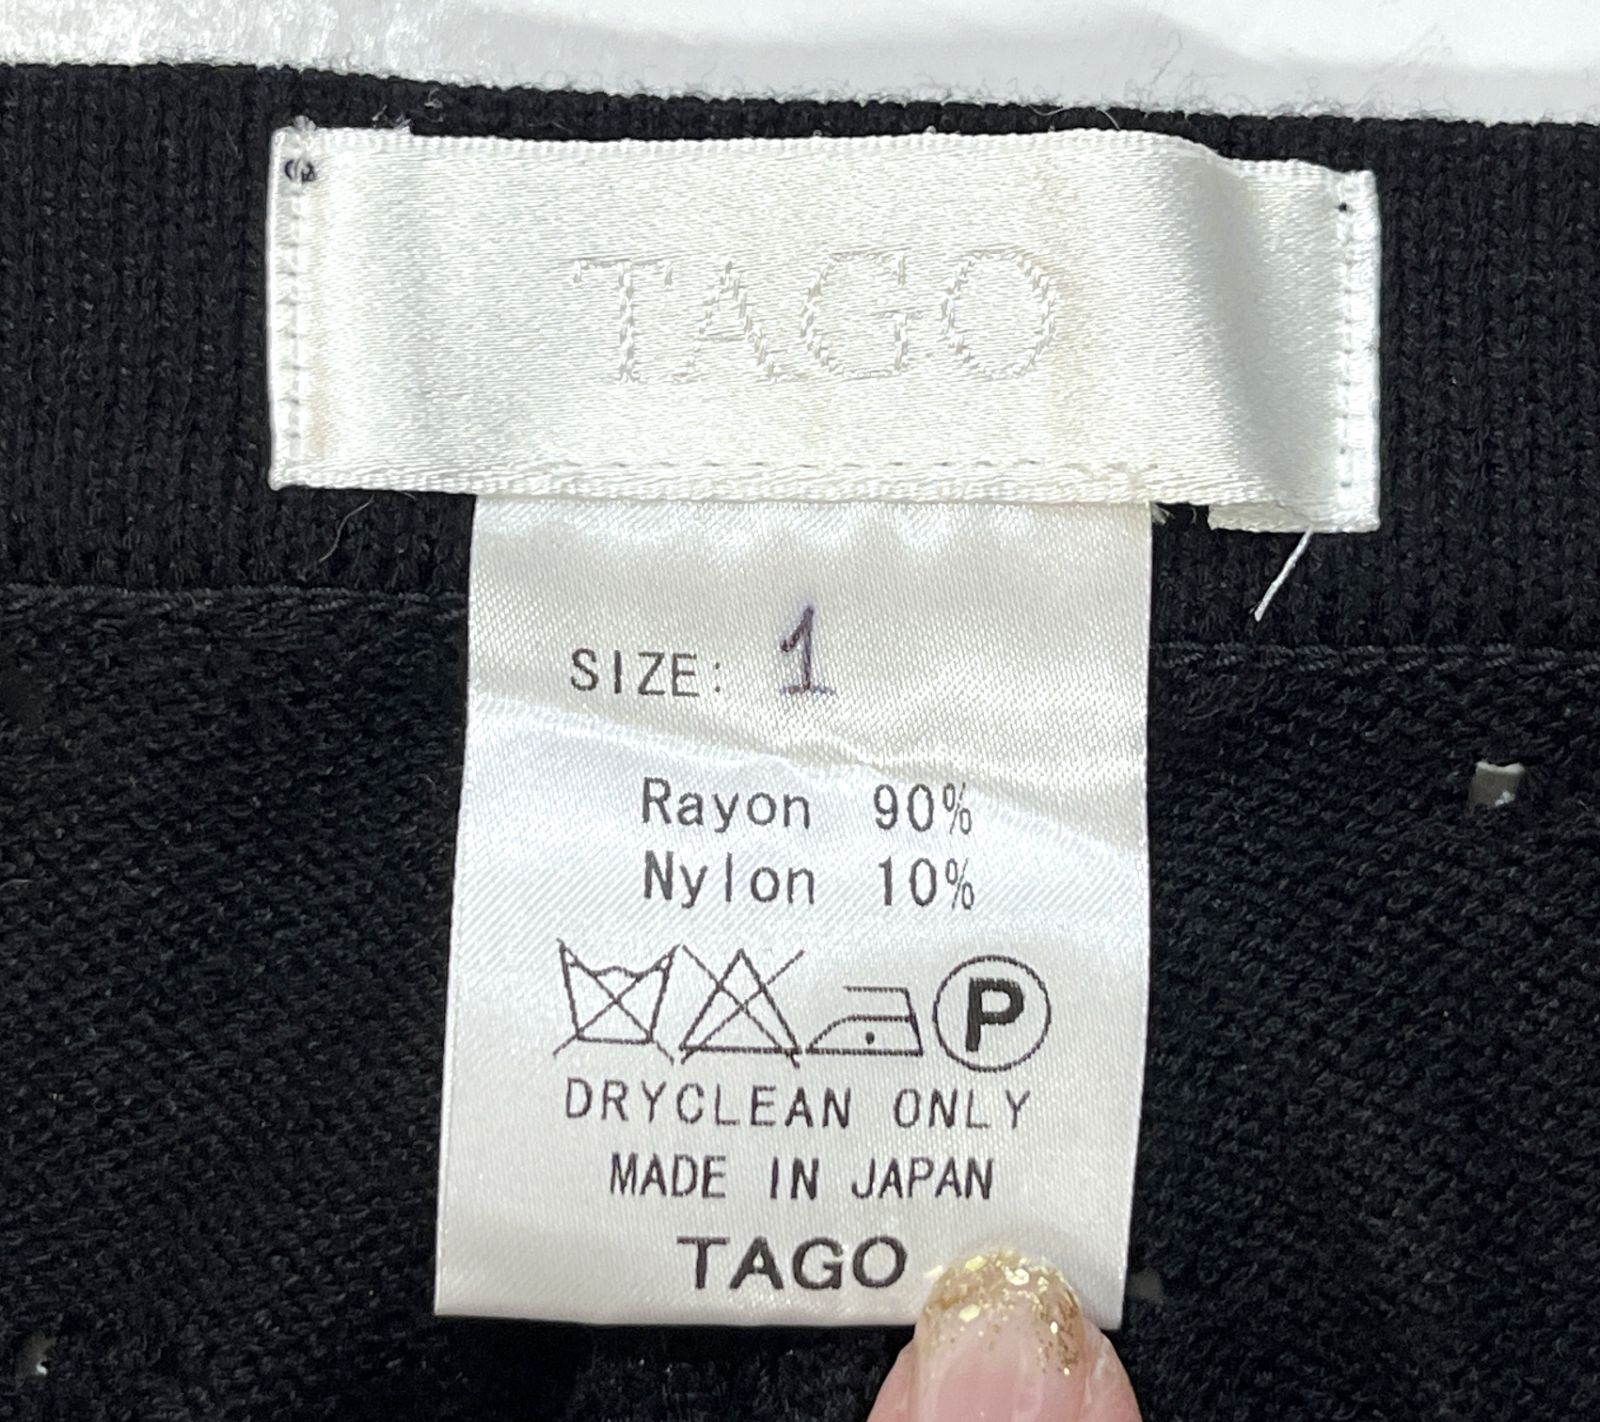 TAGO
SIZE: 1
Rayon 90%
Nylon 10%
P
DRYCLEAN ONLY
MADE IN JAPAN
TAGO